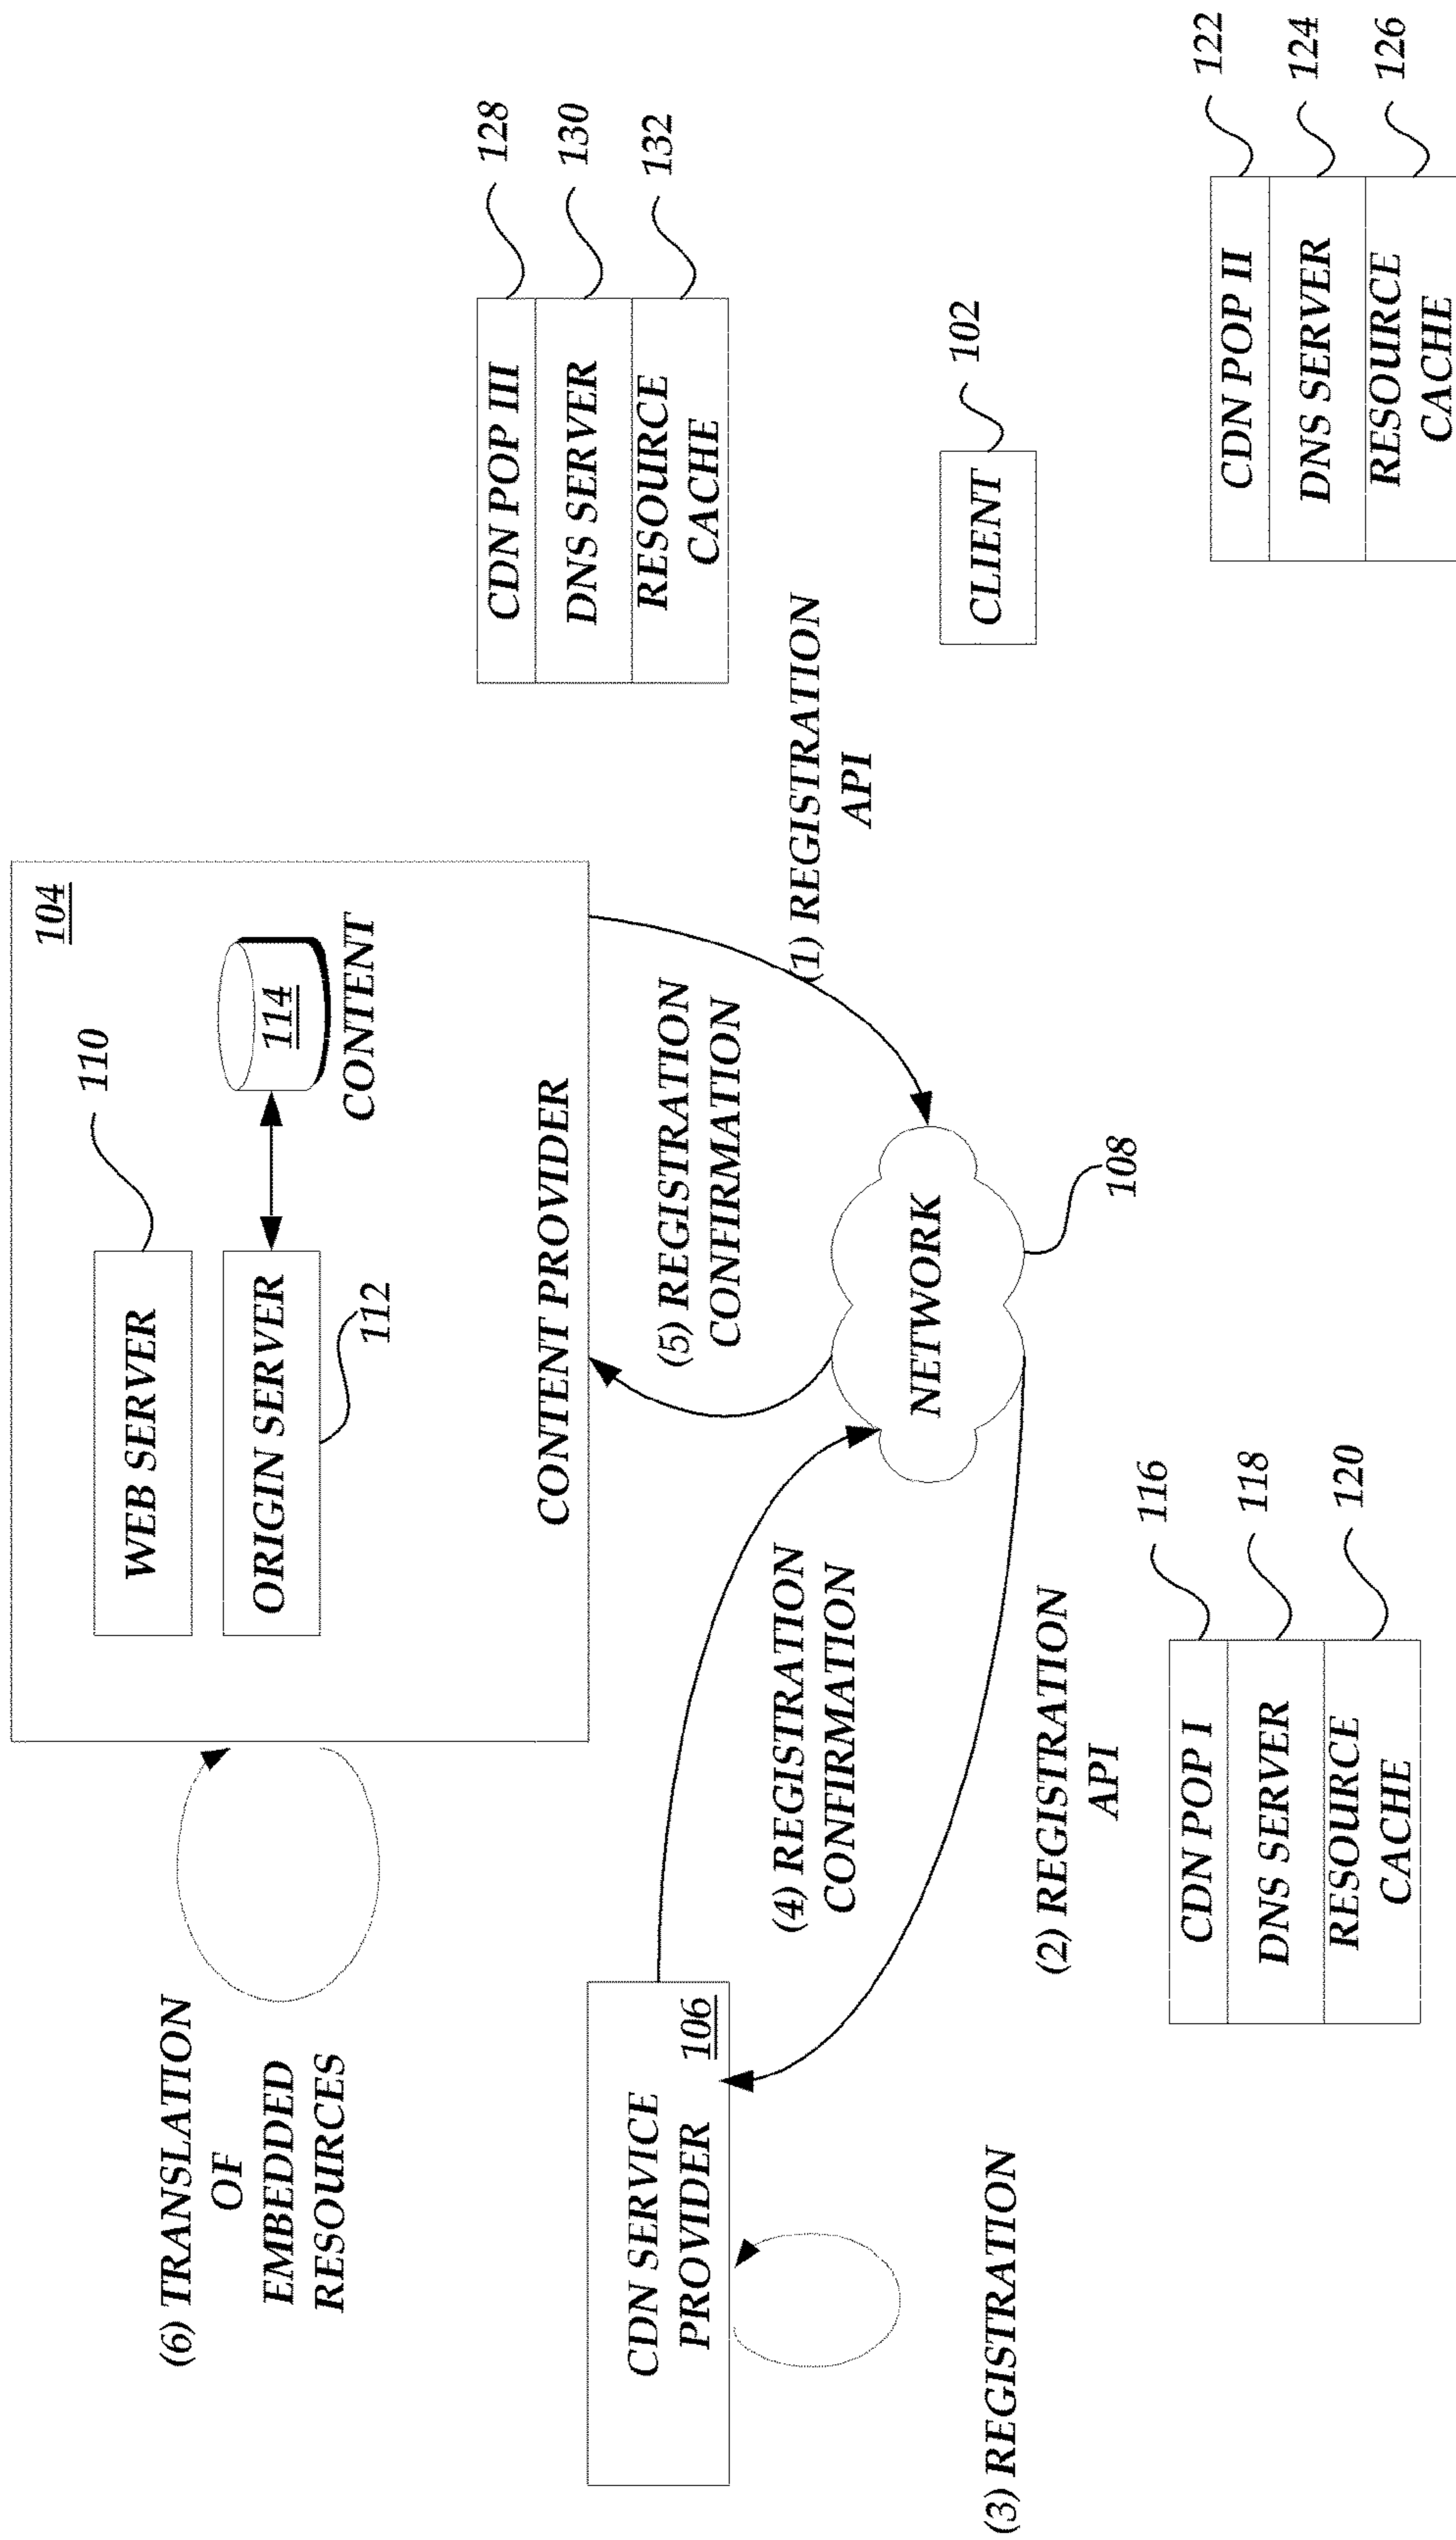 (6) TRANSLATION
OF
EMBEDDED
RESOURCES
104
WEB SERVER
110
ORIGIN SERVER
112
114
CONTENT
CONTENT PROVIDER
CDN SERVICE
PROVIDER
106
(3) REGISTRATION
(4) REGISTRATION
CONFIRMATION
(5) REGISTRATION
CONFIRMATION
(1) REGISTRATION
API
(2) REGISTRATION
API
NETWORK
108
CDN POP III
128
DNS SERVER
130
RESOURCE
CACHE
132
CLIENT
102
CDN POP I
116
DNS SERVER
118
RESOURCE
CACHE
120
CDN POP II
122
DNS SERVER
124
RESOURCE
CACHE
126